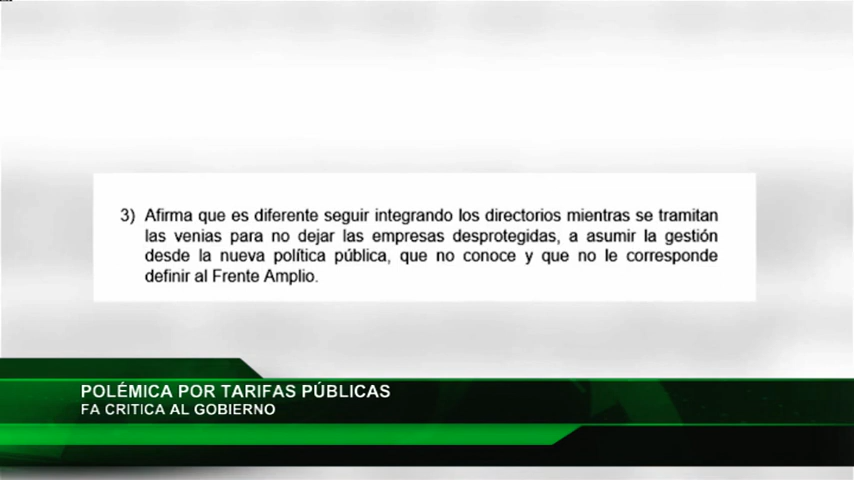 3) Afirma que es diferente seguir integrando los directorios mientras se tramitan
las venias para no dejar las empresas desprotegidas, a asumir la gestión
desde la nueva política pública, que no conoce y que no le corresponde
definir al Frente Amplio.
POLÉMICA POR TARIFAS PÚBLICAS
FA CRITICA AL GOBIERNO